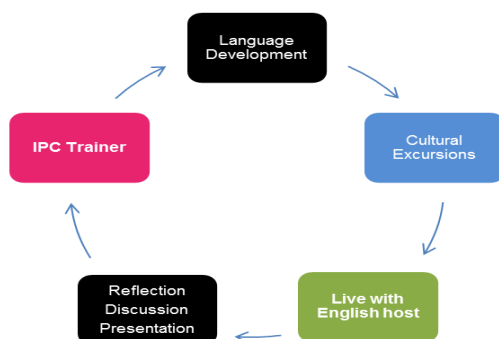 Language
Development
Cultural
Excursions
Live with
English host
Reflection
Discussion
Presentation
IPC Trainer